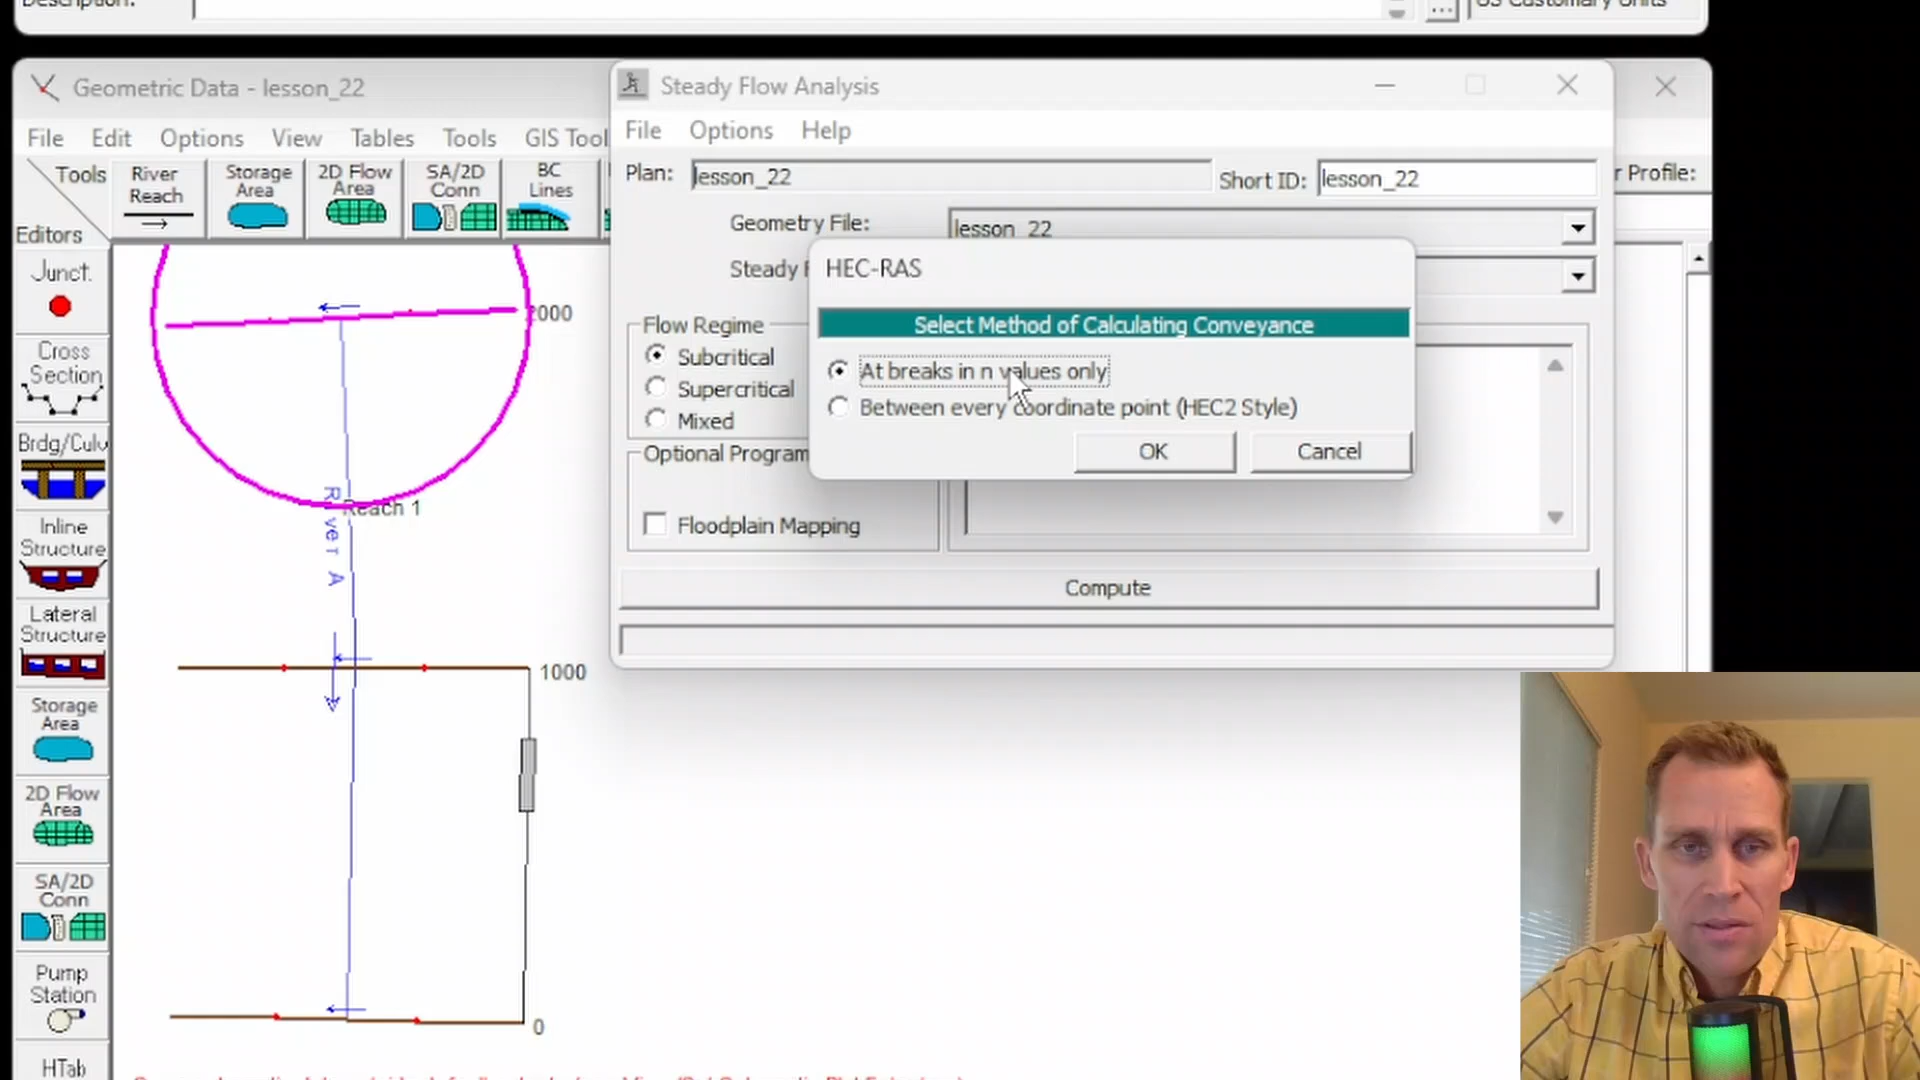 Description:
...
US Customary Units
Geometric Data - lesson_22
File Edit Options View Tables Tools
Tools
River Reach
Storage Area
2D Flow Area
SA/2D Conn
BC Lines
Editors
Junct.
Cross Section
Brdg/Culv
Inline Structure
Lateral Structure
Storage Area
2D Flow Area
SA/2D Conn
Pump Station
HTab
2000
Reach 1
River A
1000
0
Steady Flow Analysis
File Options Help
Plan: lesson_22
Short ID: lesson_22
Profile:
Geometry File: lesson_22
Steady
Flow Regime
Subcritical
Supercritical
Mixed
Optional
Floodplain Mapping
Compute
HEC-RAS
Select Method of Calculating Conveyance
At breaks in n values only
Between every coordinate point (HEC2 Style)
OK
Cancel